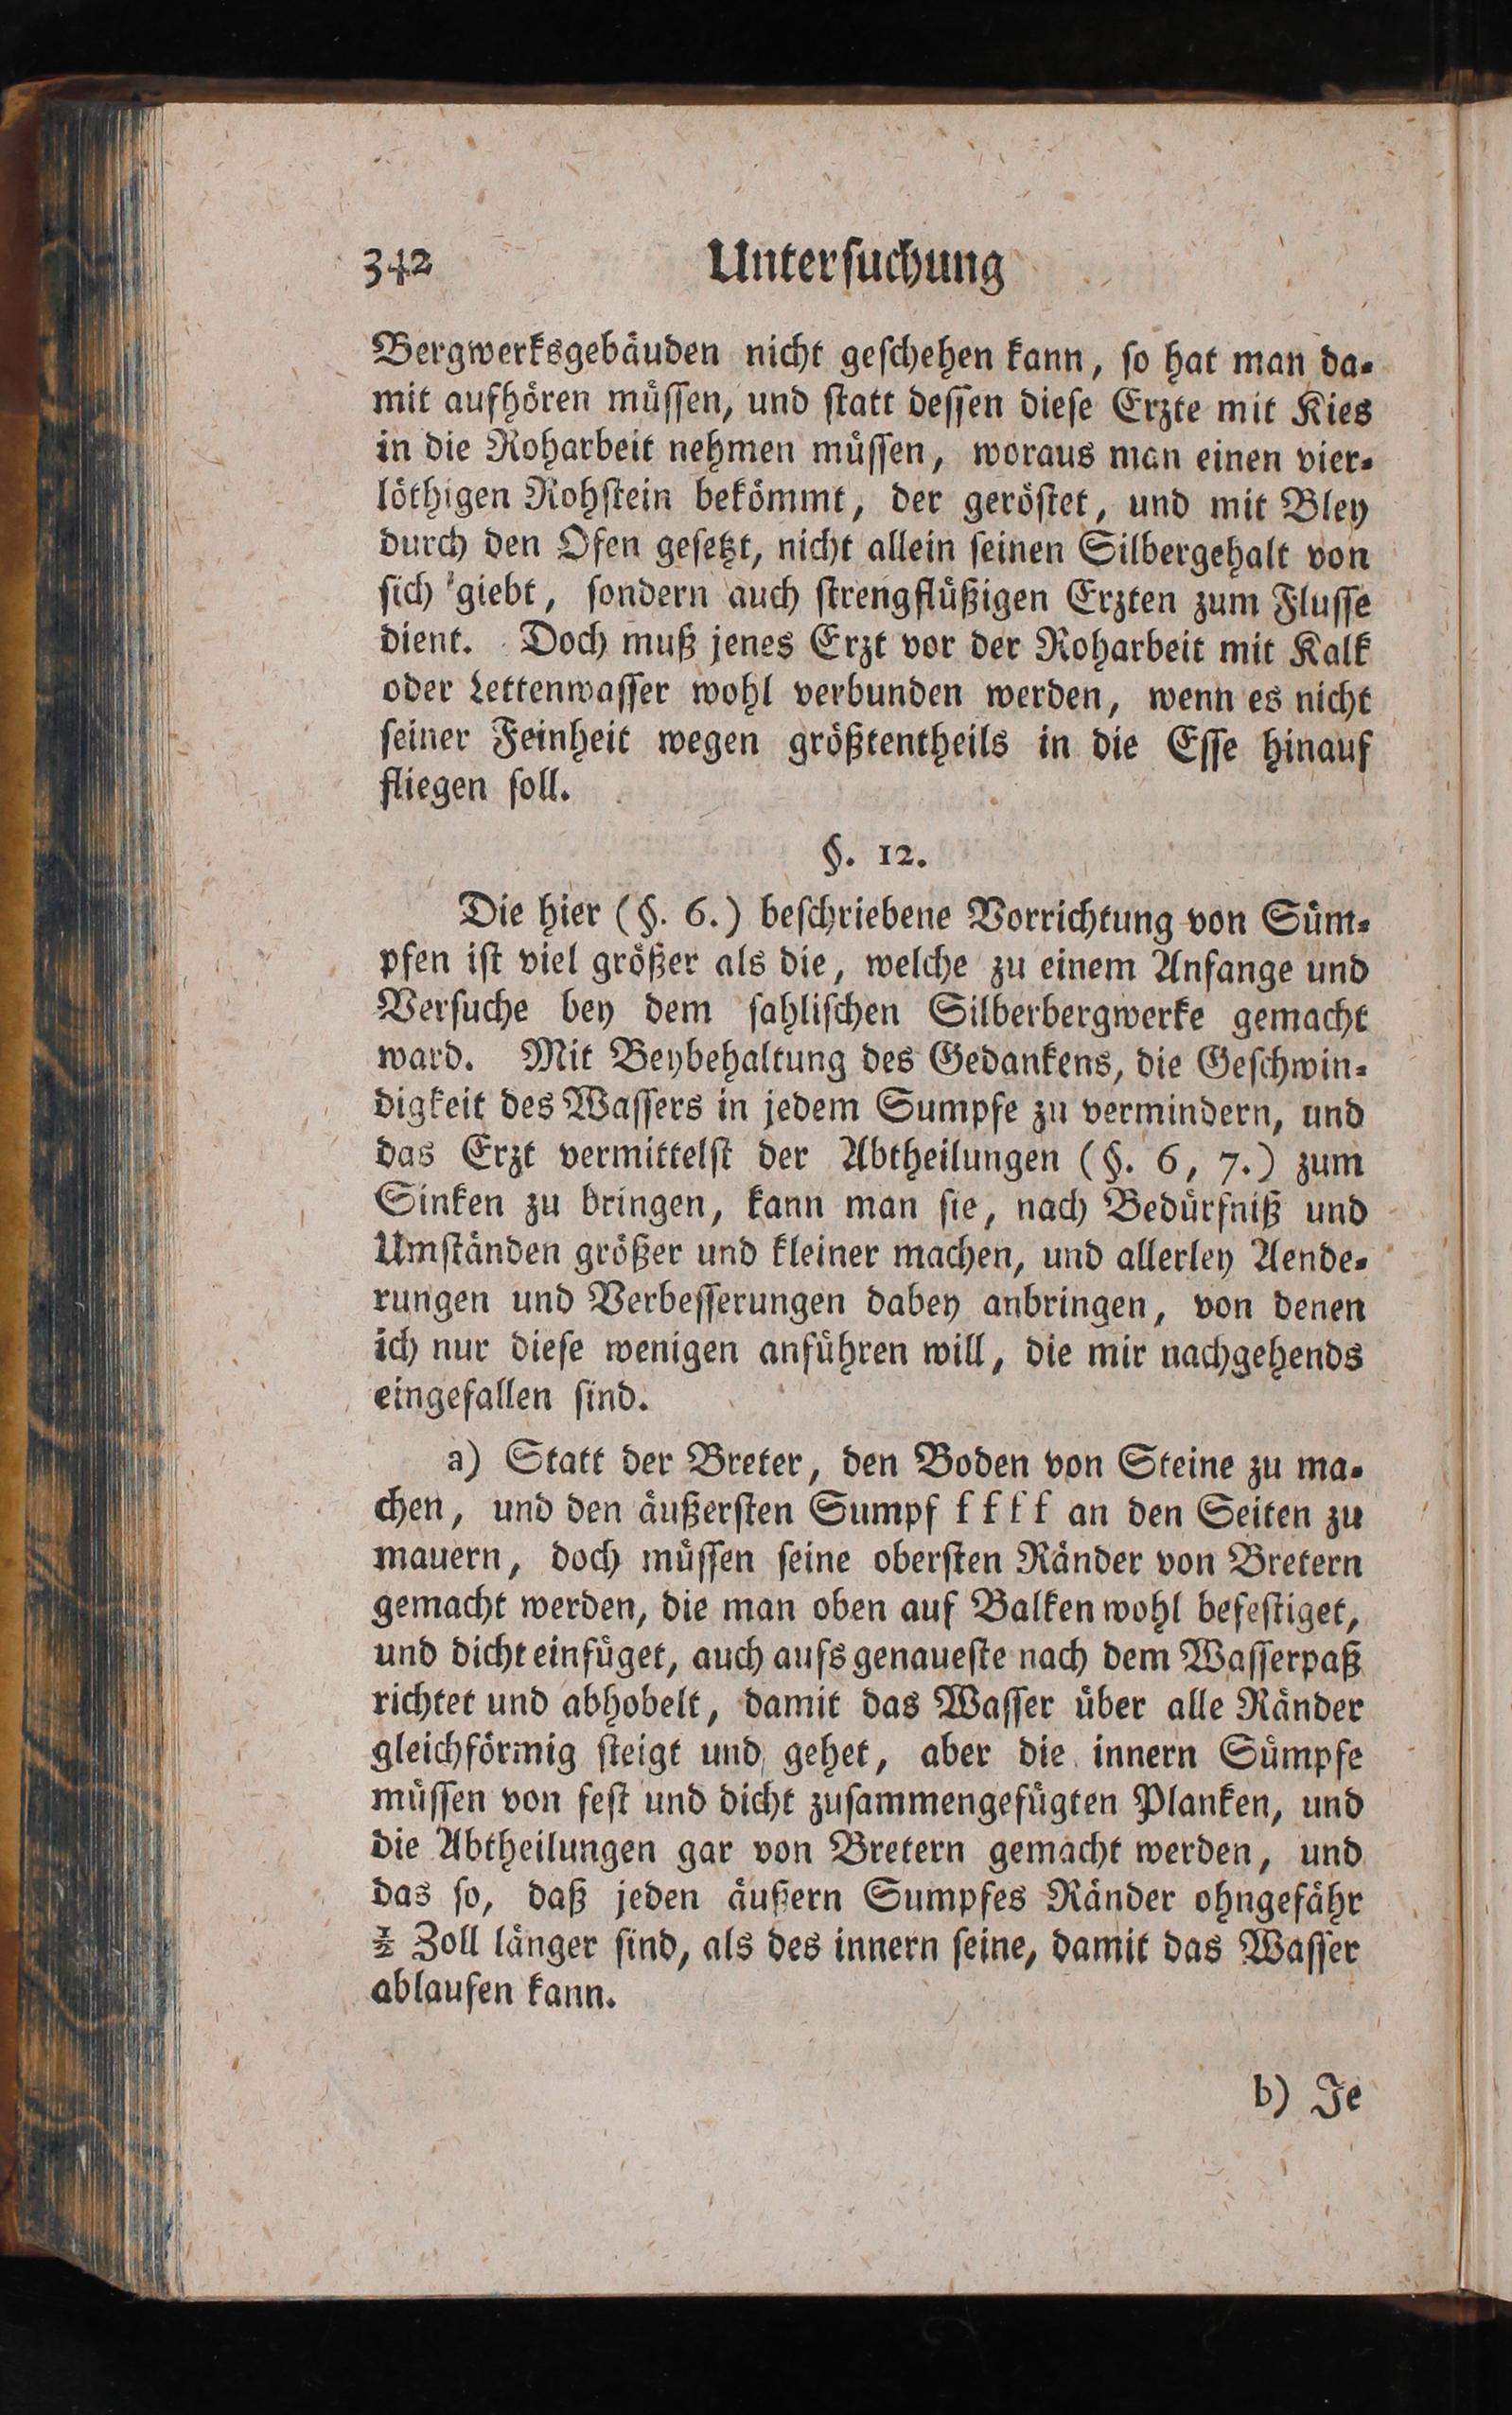 342 Unterſuchung
Bergwerksgebäuden nicht geſchehen kann, ſo hat man da-
mit aufhören müſſen, und ſtatt deſſen dieſe Erzte mit Kies
in die Roharbeit nehmen müſſen, woraus man einen vier-
löthigen Rohſtein bekömmt, der geröſtet, und mit Bley
durch den Ofen geſetzt, nicht allein ſeinen Silbergehalt von
ſich giebt, ſondern auch ſtrengflüßigen Erzten zum Fluſſe
dient. Doch muß jenes Erzt vor der Roharbeit mit Kalk
oder Lettenwaſſer wohl verbunden werden, wenn es nicht
ſeiner Feinheit wegen größtentheils in die Eſſe hinauf
fliegen ſoll.
§. 12.
Die hier (§. 6.) beſchriebene Vorrichtung von Süm-
pfen iſt viel größer als die, welche zu einem Anfange und
Verſuche bey dem ſahliſchen Silberbergwerke gemacht
ward. Mit Beybehaltung des Gedankens, die Geſchwin-
digkeit des Waſſers in jedem Sumpfe zu vermindern, und
das Erzt vermittelſt der Abtheilungen (§. 6, 7.) zum
Sinken zu bringen, kann man ſie, nach Bedürfniß und
Umſtänden größer und kleiner machen, und allerley Aende-
rungen und Verbeſſerungen dabey anbringen, von denen
ich nur dieſe wenigen anführen will, die mir nachgehends
eingefallen ſind.
a) Statt der Breter, den Boden von Steine zu ma-
chen, und den äußerſten Sumpf f f f f an den Seiten zu
mauern, doch müſſen ſeine oberſten Ränder von Bretern
gemacht werden, die man oben auf Balken wohl befeſtiget,
und dicht einfüget, auch aufs genaueſte nach dem Waſſerpaß
richtet und abhobelt, damit das Waſſer über alle Ränder
gleichförmig ſteigt und gehet, aber die innern Sümpfe
müſſen von feſt und dicht zuſammengefügten Planken, und
die Abtheilungen gar von Bretern gemacht werden, und
das ſo, daß jeden äußern Sumpfes Ränder ohngefähr
½ Zoll länger ſind, als des innern ſeine, damit das Waſſer
ablaufen kann.
b) Je